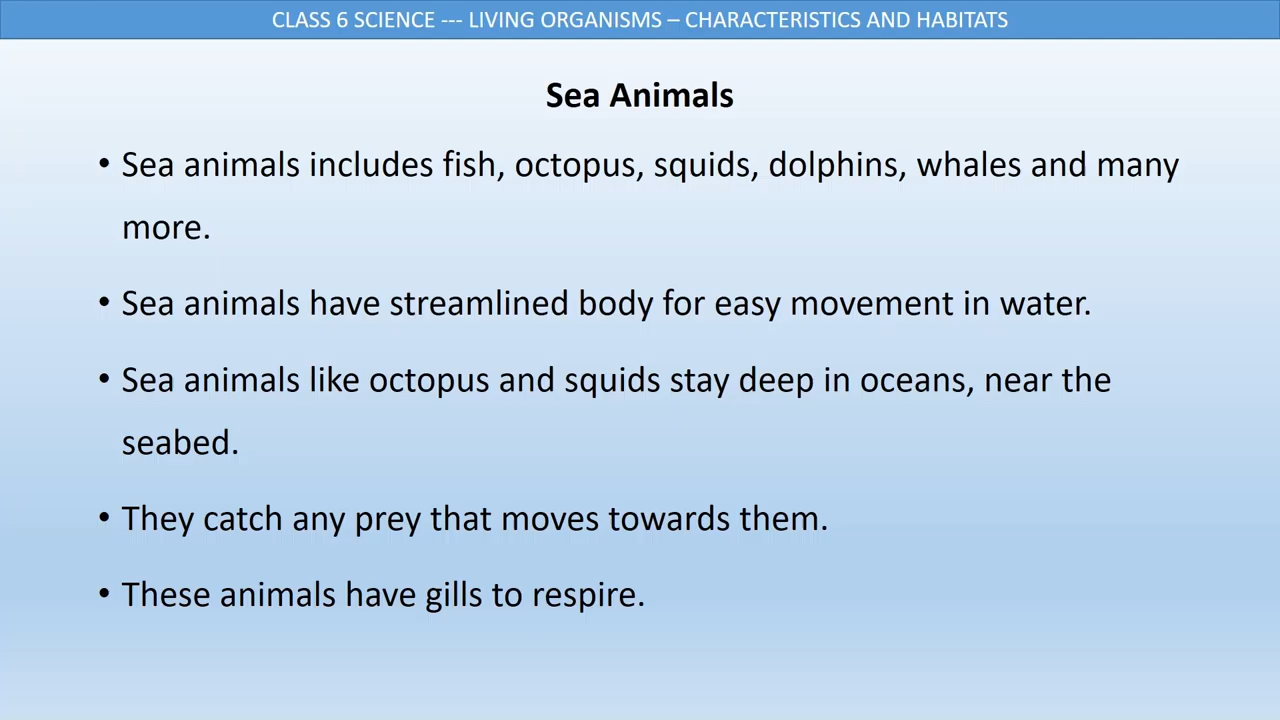 CLASS 6 SCIENCE --- LIVING ORGANISMS – CHARACTERISTICS AND HABITATS
Sea Animals
• Sea animals includes fish, octopus, squids, dolphins, whales and many
more.
• Sea animals have streamlined body for easy movement in water.
• Sea animals like octopus and squids stay deep in oceans, near the
seabed.
• They catch any prey that moves towards them.
• These animals have gills to respire.